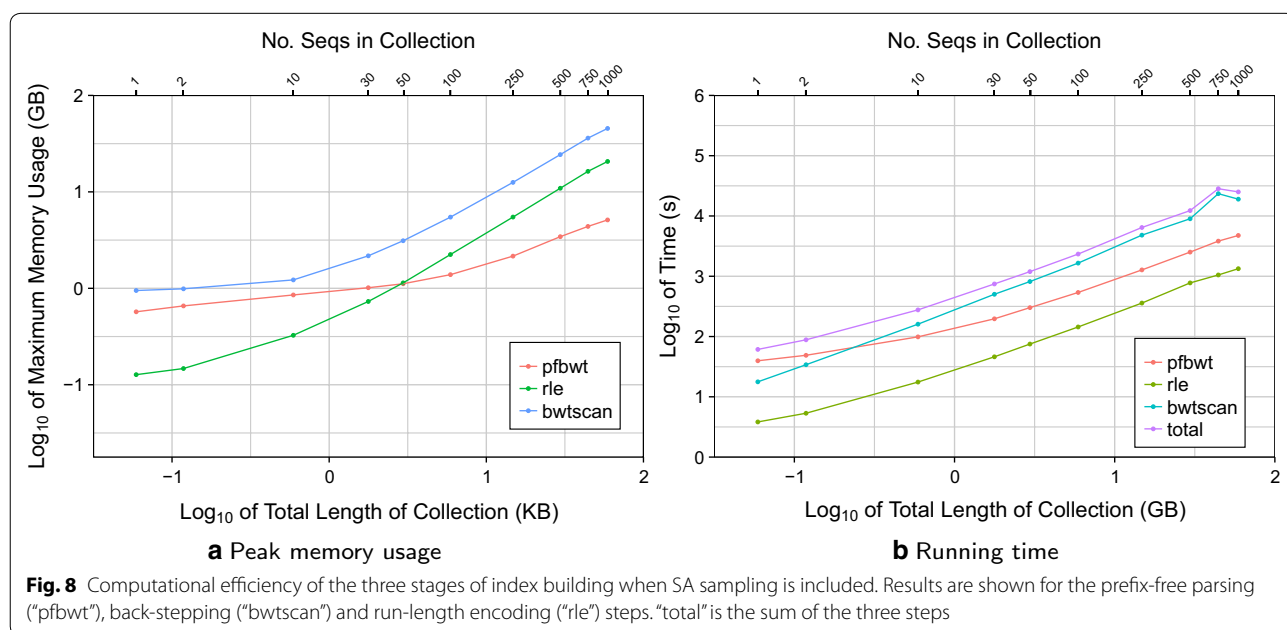 No. Seqs in Collection
1 2 10 30 50 100 250 500 750 1000
Log10 of Maximum Memory Usage (GB)
2
1
0
−1
pfbwt
rle
bwtscan
−1 0 1 2
Log10 of Total Length of Collection (KB)
a Peak memory usage
No. Seqs in Collection
1 2 10 30 50 100 250 500 750 1000
Log10 of Time (s)
6
5
4
3
2
1
0
pfbwt
rle
bwtscan
total
−1 0 1 2
Log10 of Total Length of Collection (GB)
b Running time
Fig. 8 Computational efficiency of the three stages of index building when SA sampling is included. Results are shown for the prefix-free parsing
("pfbwt"), back-stepping ("bwtscan") and run-length encoding ("rle") steps. "total" is the sum of the three steps